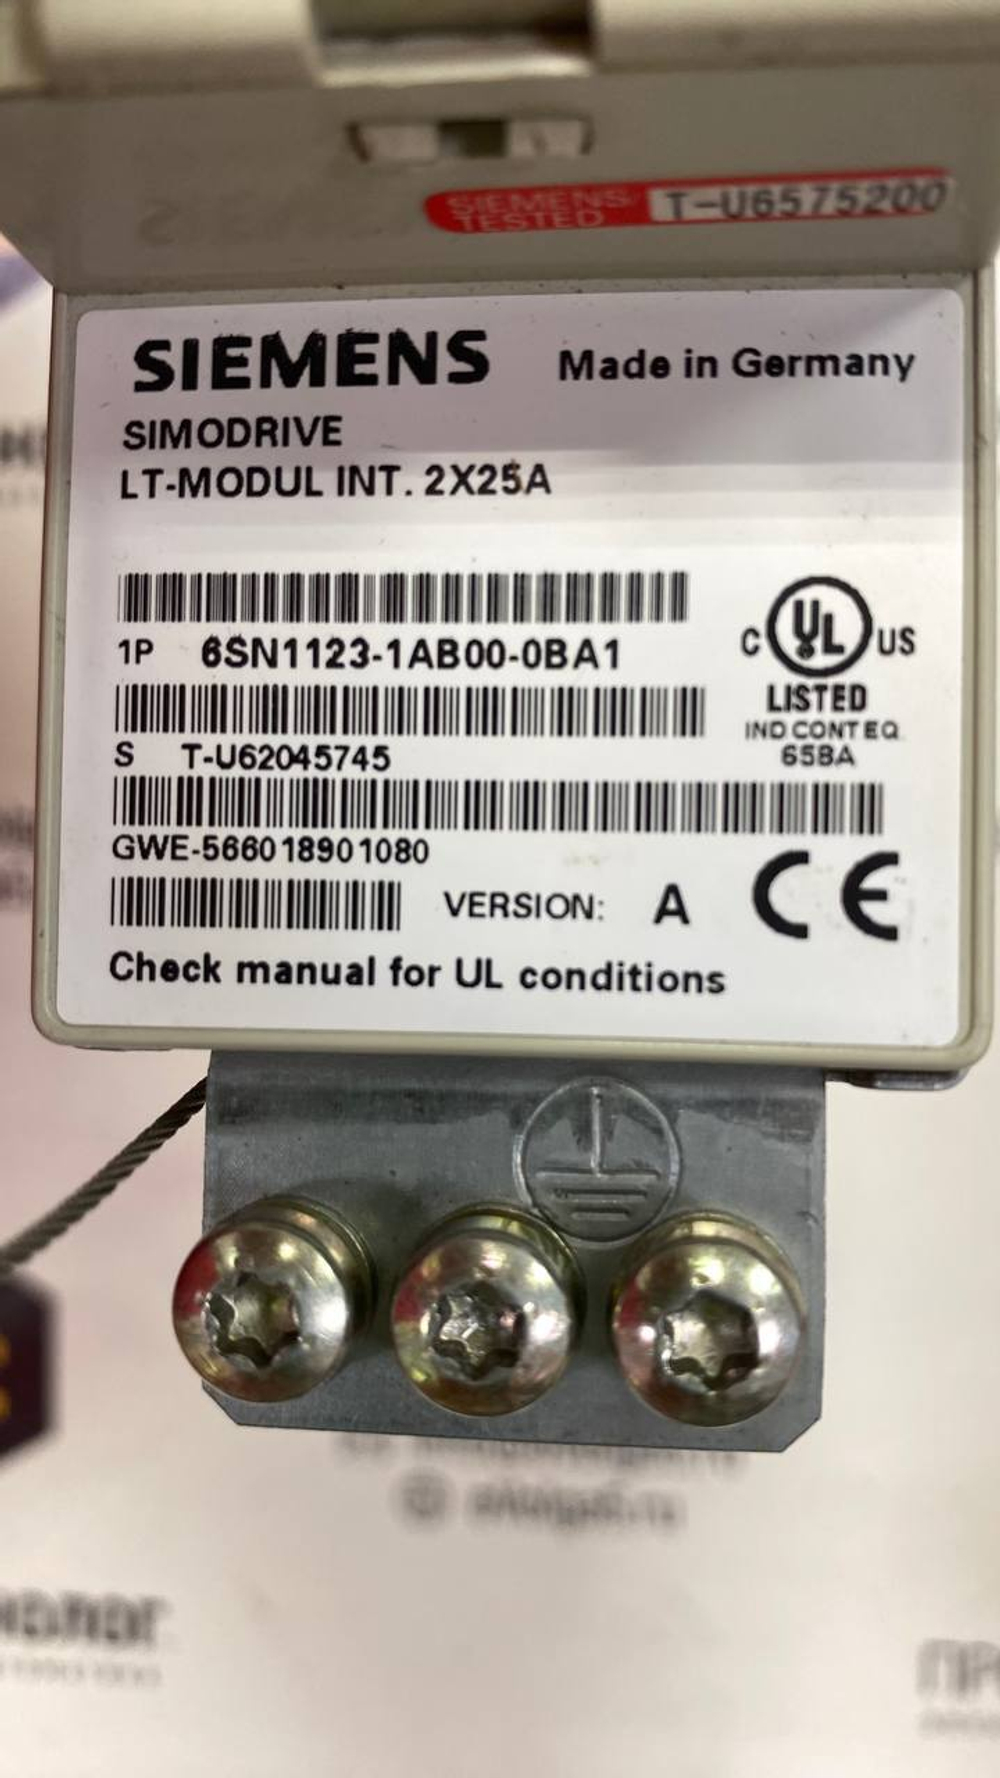 SIEMENS
TESTED
T-U6575200
SIEMENS Made in Germany
SIMODRIVE
LT-MODUL INT. 2X25A
1P 6SN1123-1AB00-0BA1
C UL US
LISTED
IND CONT EQ
65BA
S T-U62045745
GWE-566018901080
VERSION: A CE
Check manual for UL conditions